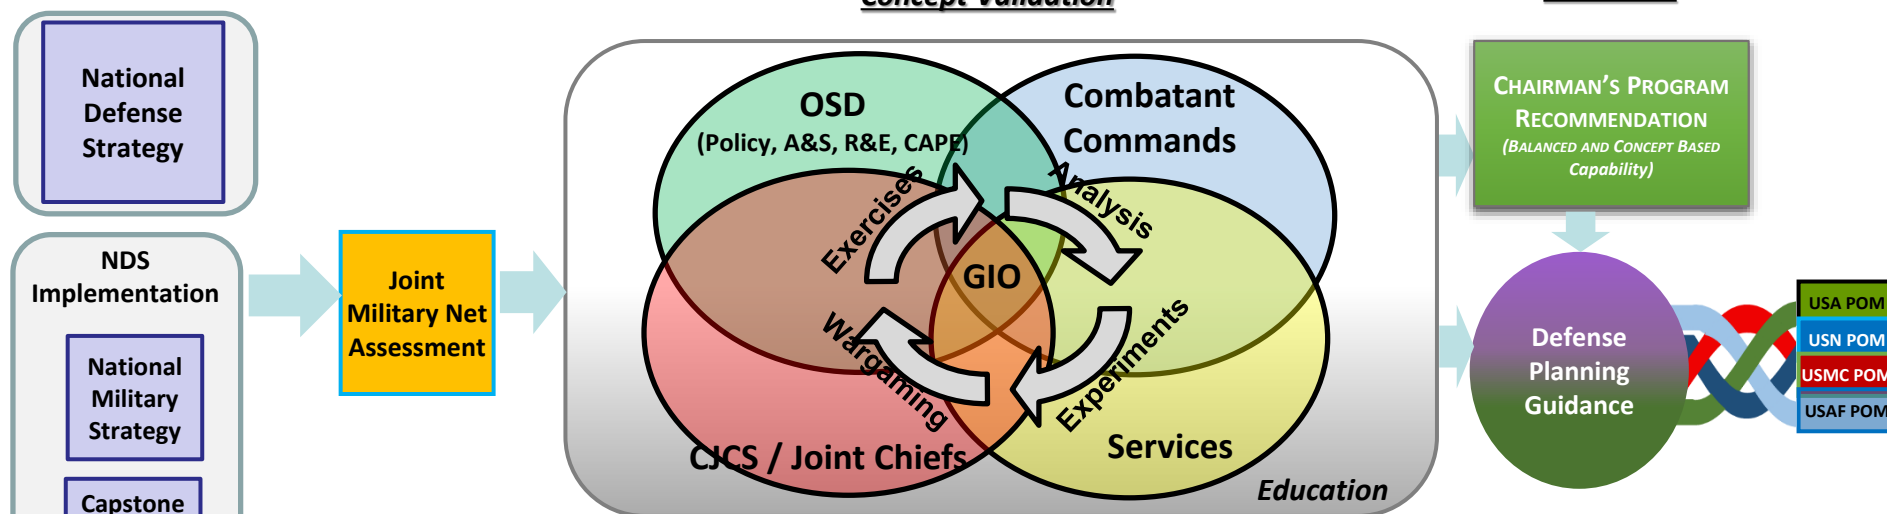 Concept Validation
National
Defense
Strategy
NDS
Implementation
National
Military
Strategy
Capstone
Joint
Military Net
Assessment
OSD
(Policy, A&S, R&E, CAPE)
Combatant
Commands
Exercises
Analysis
GIO
Wargaming
Experiments
CJCS / Joint Chiefs
Services
Education
CHAIRMAN'S PROGRAM
RECOMMENDATION
(BALANCED AND CONCEPT BASED
Capability)
Defense
Planning
Guidance
USA POM
USN POM
USMC POM
USAF POM